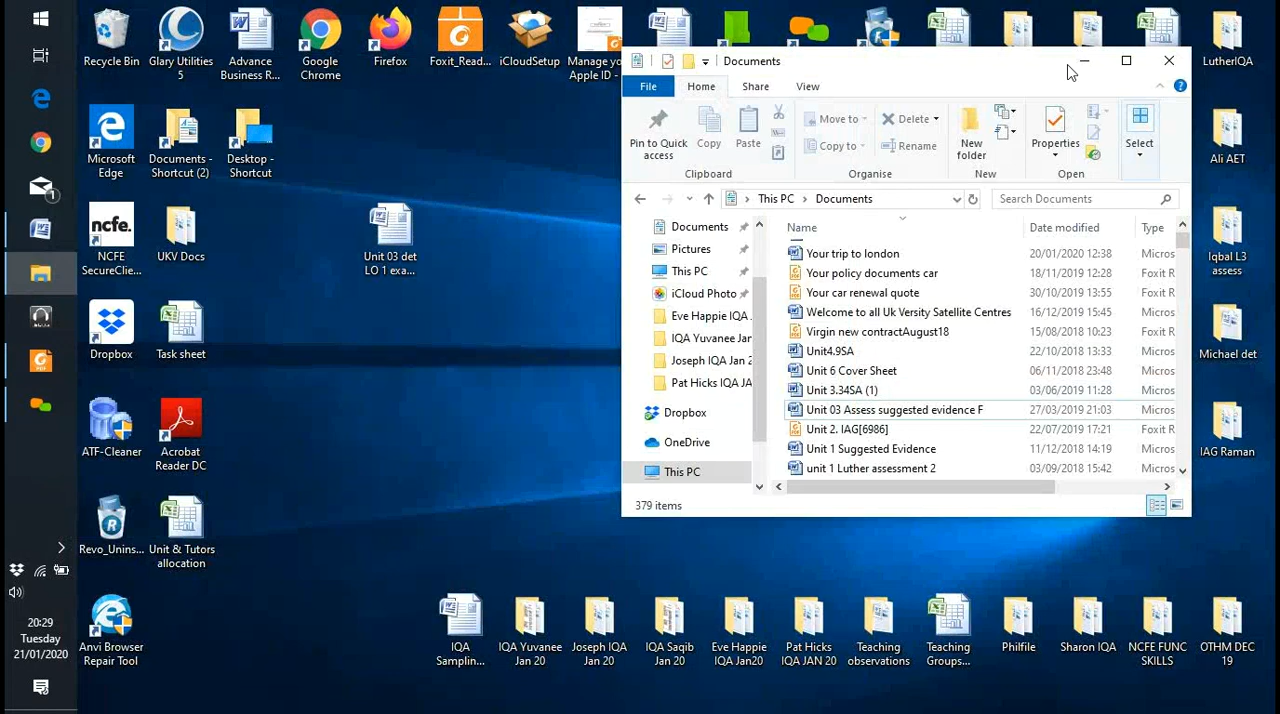 Recycle Bin
Glary Utilities
5
Advance
Business R...
Google
Chrome
Firefox
Foxit_Read...
iCloudSetup
Manage yo
Apple ID -
LutherIQA
Microsoft
Edge
Documents -
Shortcut (2)
Desktop -
Shortcut
Ali AET
ncfe.
NCFE
SecureClie...
UKV Docs
Unit 03 det
LO 1 exa...
Iqbal L3
assess
Dropbox
Task sheet
Michael det
ATF-Cleaner
Acrobat
Reader DC
IAG Raman
Revo_Unins...
Unit & Tutors
allocation
Anvi Browser
Repair Tool
IQA
Samplin...
IQA Yuvanee
Jan 20
Joseph IQA
Jan 20
IQA Saqib
Jan 20
Eve Happie
IQA Jan20
Pat Hicks
IQA JAN 20
Teaching
observations
Teaching
Groups...
Philfile
Sharon IQA
NCFE FUNC
SKILLS
OTHM DEC
19
1
20:29
Tuesday
21/01/2020
Documents
File Home Share View
Pin to Quick
access
Copy
Paste
Clipboard
Move to
Copy to
Delete
Rename
Organise
New
folder
New
Properties
Open
Select
This PC > Documents
Search Documents
Documents
Pictures
This PC
iCloud Photo
Eve Happie IQA
IQA Yuvanee Jan
Joseph IQA Jan 2
Pat Hicks IQA JA
Dropbox
OneDrive
This PC
Name Date modified Type
Your trip to london 20/01/2020 12:38 Micros
Your policy documents car 18/11/2019 12:28 Foxit R
Your car renewal quote 30/10/2019 13:55 Foxit R
Welcome to all Uk Versity Satellite Centres 16/12/2019 15:45 Micros
Virgin new contractAugust18 15/08/2018 10:23 Foxit R
Unit4.9SA 22/10/2018 13:33 Micros
Unit 6 Cover Sheet 06/11/2018 23:48 Micros
Unit 3.34SA (1) 03/06/2019 11:28 Micros
Unit 03 Assess suggested evidence F 27/03/2019 21:03 Micros
Unit 2. IAG[6986] 22/07/2019 17:21 Foxit R
Unit 1 Suggested Evidence 11/12/2018 14:19 Micros
unit 1 Luther assessment 2 03/09/2018 15:42 Micros
379 items